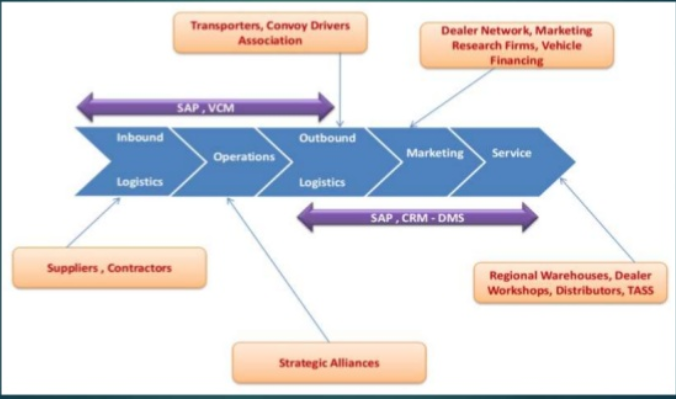 Transporters, Convoy Drivers
Association
Dealer Network, Marketing
Research Firms, Vehicle
Financing
SAP , VCM
Inbound
Logistics
Operations
Outbound
Logistics
Marketing
Service
SAP , CRM - DMS
Suppliers , Contractors
Regional Warehouses, Dealer
Workshops, Distributors, TASS
Strategic Alliances